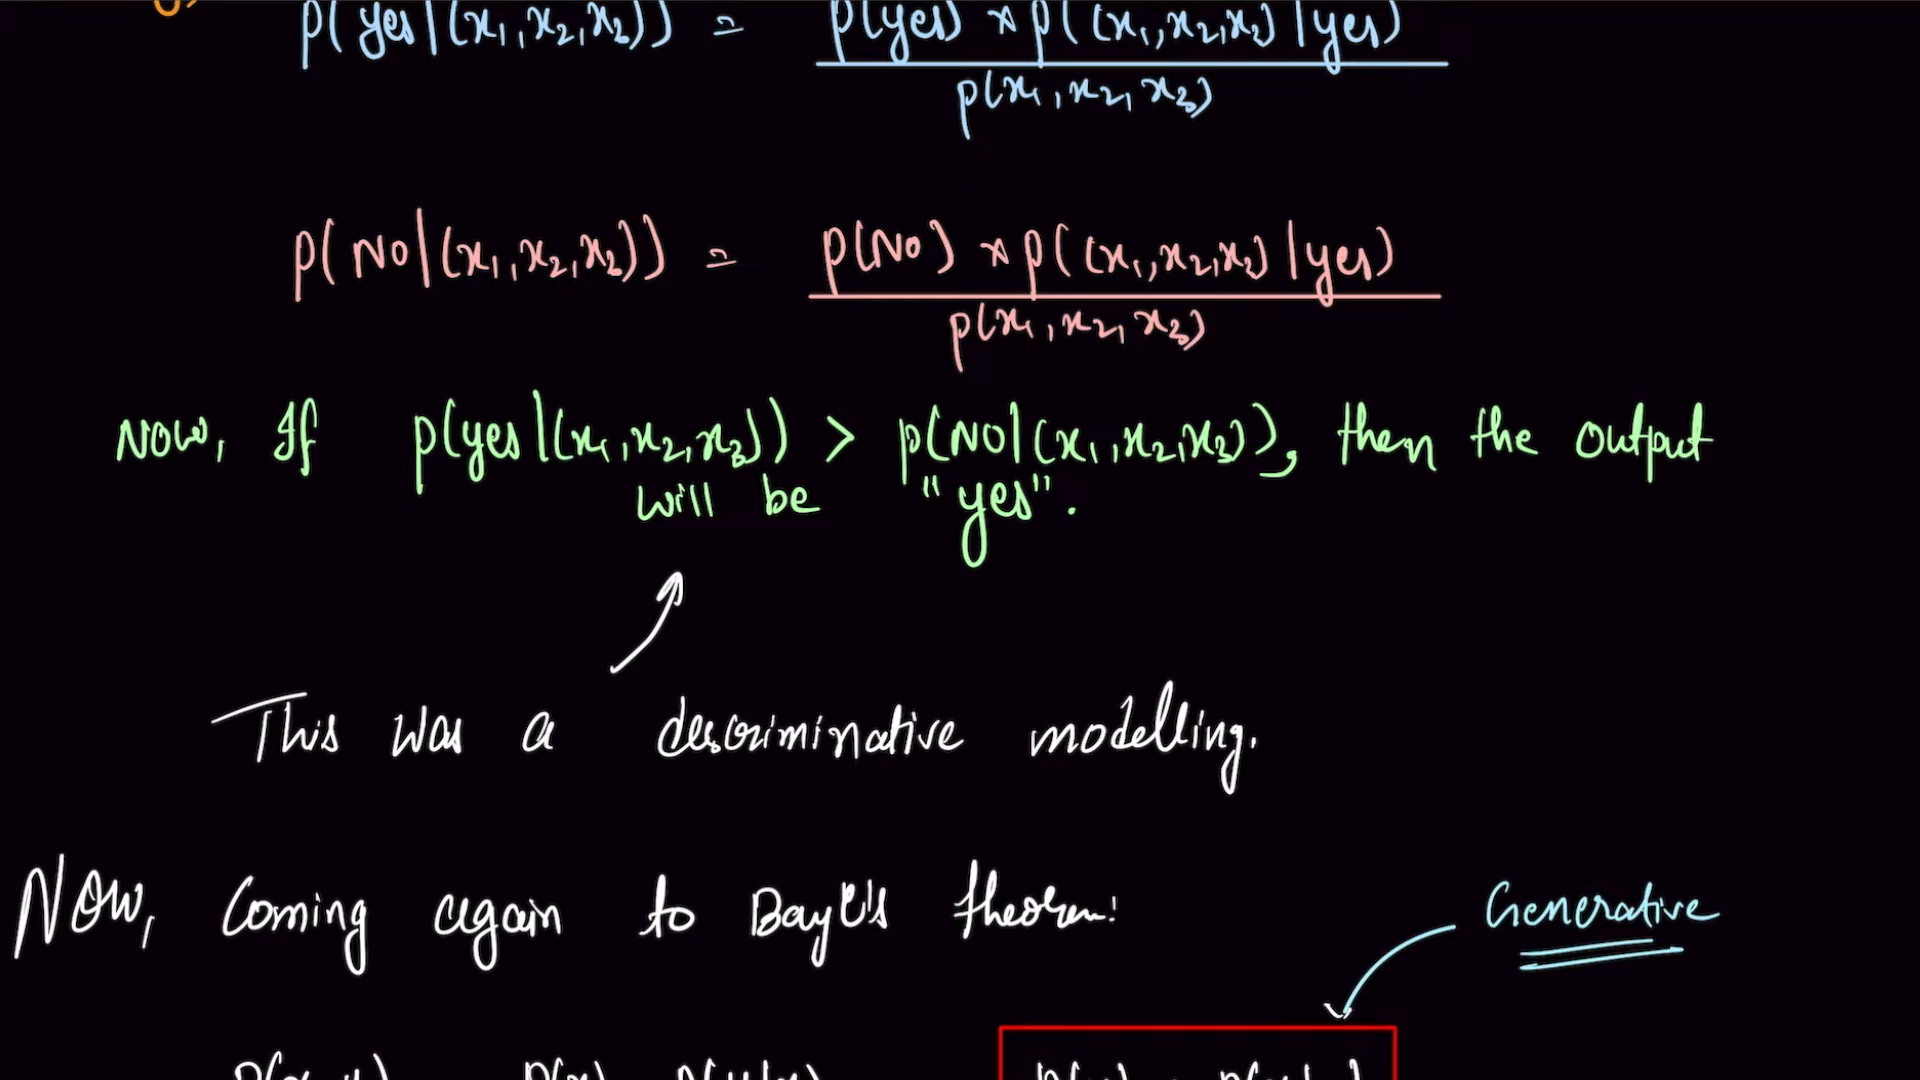 p(yes|(x1,x2,x3)) = p(yes) * p((x1,x2,x3)|yes)
p(x1,x2,x3)
p(NO|(x1,x2,x3)) = p(NO) * p((x1,x2,x3)|yes)
p(x1,x2,x3)
NOW, If p(yes|(x1,x2,x3)) > p(NO|(x1,x2,x3)), then the output
will be "yes".
This was a descriminative modelling.
NOW, Coming again to Baye's theorem:
Generative